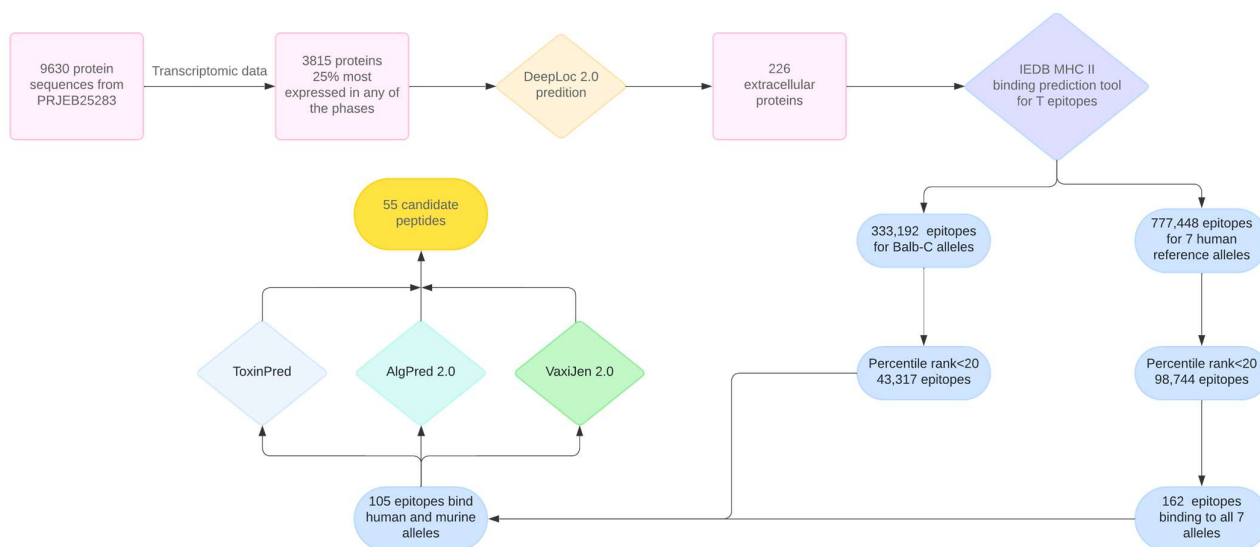 9630 protein
sequences from
PRJEB25283
Transcriptomic data
3815 proteins
25% most
expressed in any of
the phases
DeepLoc 2.0
predition
226
extracellular
proteins
IEDB MHC II
binding prediction tool
for T epitopes
55 candidate
peptides
333,192 epitopes
for Balb-C alleles
777,448 epitopes
for 7 human
reference alleles
ToxinPred
AlgPred 2.0
VaxiJen 2.0
Percentile rank<20
43,317 epitopes
Percentile rank<20
98,744 epitopes
105 epitopes bind
human and murine
alleles
162 epitopes
binding to all 7
alleles